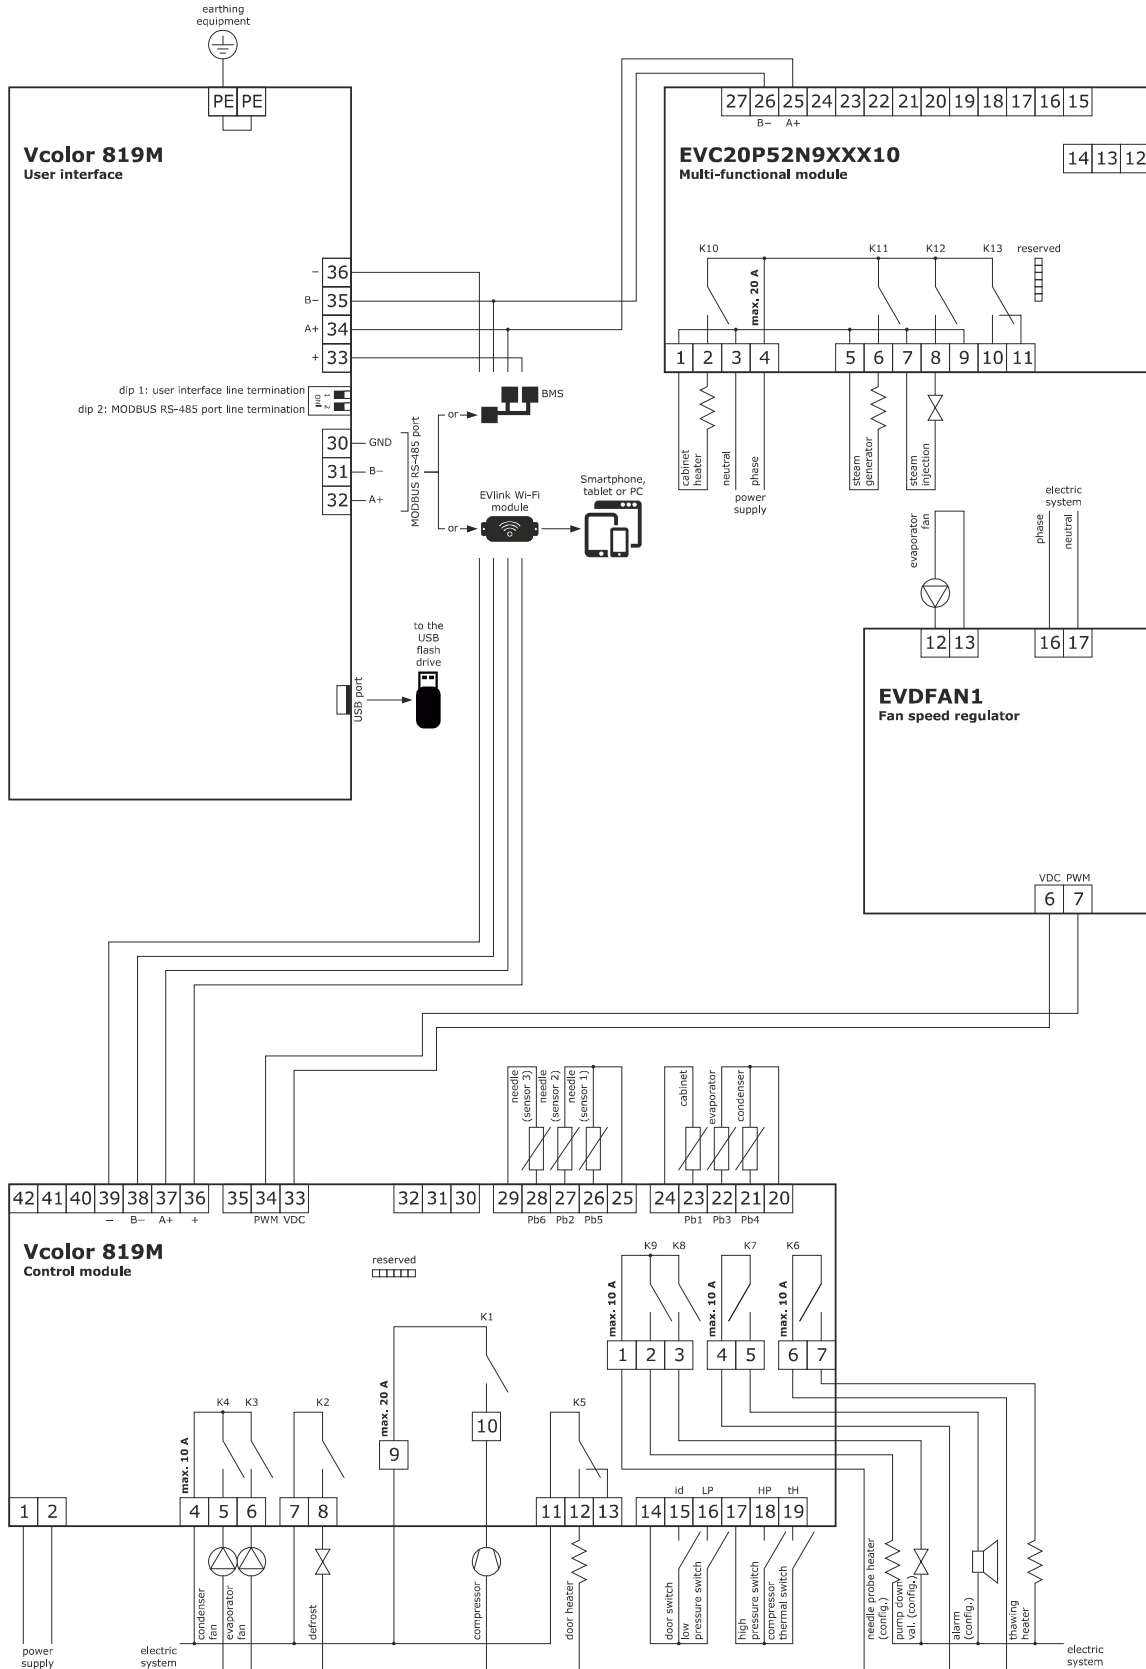 earthing
equipment
PE PE
Vcolor 819M
User interface
- 36
B- 35
A+ 34
+ 33
dip 1: user interface line termination
dip 2: MODBUS RS-485 port line termination
ON
1
2
30 GND
31 B-
32 A+
MODBUS RS-485 port
or
BMS
EVlink Wi-Fi
module
or
Smartphone,
tablet or PC
USB port
to the
USB
flash
drive
27 26 25 24 23 22 21 20 19 18 17 16 15
B- A+
EVC20P52N9XXX10
Multi-functional module
14 13 12
K10 K11 K12 K13 reserved
max. 20 A
1 2 3 4 5 6 7 8 9 10 11
cabinet
heater
neutral
phase
power
supply
steam
generator
steam
injection
evaporator
fan
electric
system
phase
neutral
12 13 16 17
EVDFAN1
Fan speed regulator
VDC PWM
6 7
needle
(sensor 3)
needle
(sensor 2)
needle
(sensor 1)
cabinet
evaporator
condenser
42 41 40 39 38 37 36 35 34 33 32 31 30 29 28 27 26 25 24 23 22 21 20
- B- A+ + PWM VDC Pb6 Pb2 Pb5 Pb1 Pb3 Pb4
Vcolor 819M
Control module
reserved
K9 K8 K7 K6
max. 10 A
max. 10 A
max. 10 A
1 2 3 4 5 6 7
K1
max. 20 A
10
9
K4 K3 K2 K5
max. 10 A
id LP HP tH
1 2 4 5 6 7 8 11 12 13 14 15 16 17 18 19
power
supply
electric
system
condenser
fan
evaporator
fan
defrost
compressor
door heater
door switch
low
pressure switch
high
pressure switch
compressor
thermal switch
needle probe heater
(config.)
pump down
val. (config.)
alarm
(config.)
thawing
heater
electric
system